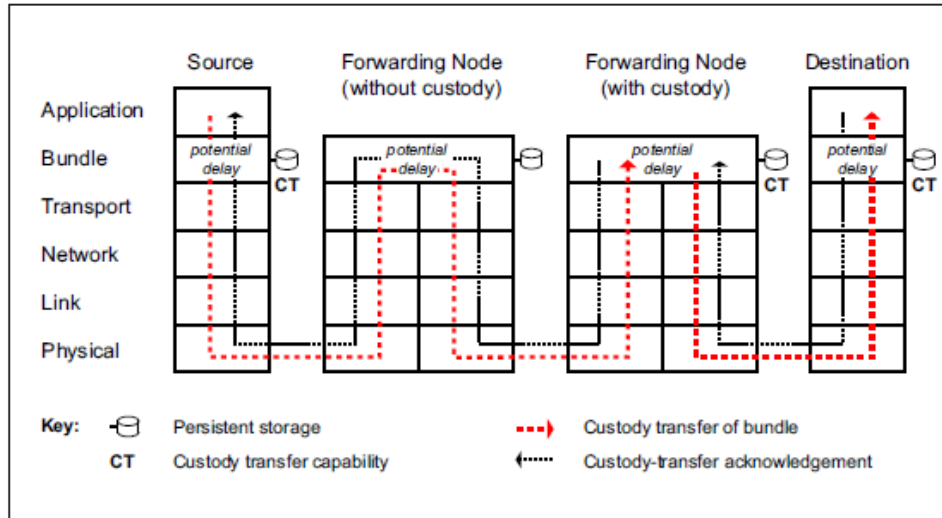 Source
Forwarding Node
(without custody)
Forwarding Node
(with custody)
Destination
Application
Bundle
potential
delay
CT
potential
delay
potential
delay
CT
potential
delay
CT
Transport
Network
Link
Physical
Key:
Persistent storage
Custody transfer of bundle
CT
Custody transfer capability
Custody-transfer acknowledgement